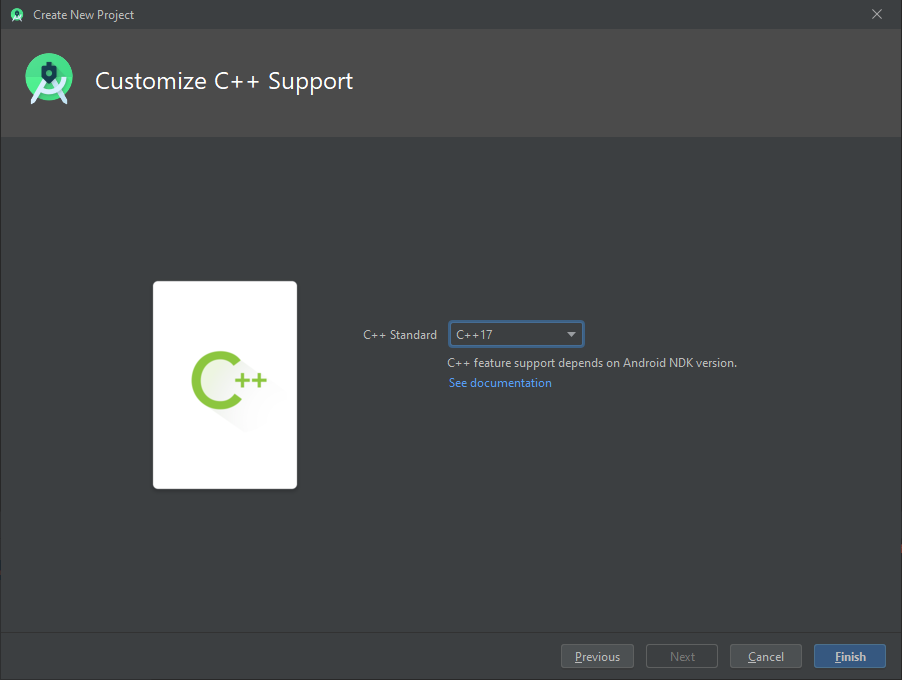 Create New Project
Customize C++ Support
C++
C++ Standard C++17
C++ feature support depends on Android NDK version.
See documentation
Previous Next Cancel Finish